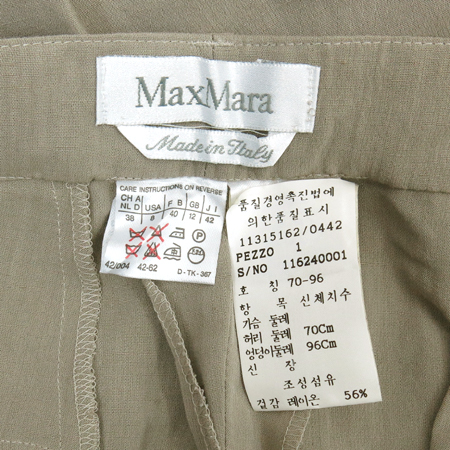 MaxMara
Made in Italy
CARE INSTRUCTIONS ON REVERSE
CH A NL D USA F B GB J I
38 8 40 12 42
P
42/004 42-62
D-TK-367
품질경영촉진법에
의한품질표시
11315162/0442
PEZZO 1
S/NO 116240001
호 칭 70-96
항 목 신체치수
가슴 둘레
허리 둘레 70Cm
엉덩이둘레 96Cm
신 장
조성섬유
겉감 레이온 56%